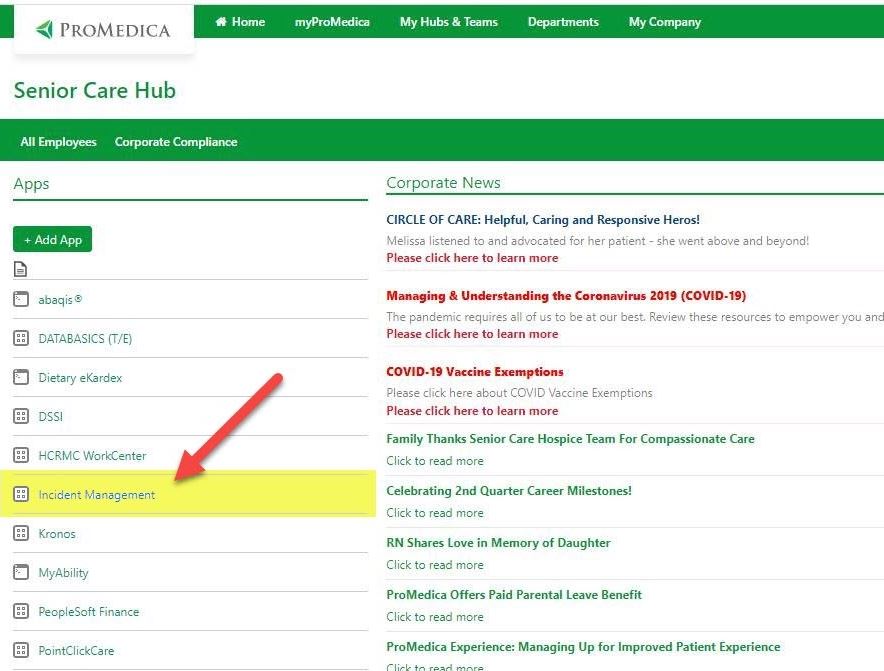 PROMEDICA
Home myProMedica My Hubs & Teams Departments My Company
Senior Care Hub
All Employees Corporate Compliance
Apps
+ Add App
abaqis®
DATABASICS (T/E)
Dietary eKardex
DSSI
HCRMC WorkCenter
Incident Management
Kronos
MyAbility
PeopleSoft Finance
PointClickCare
Corporate News
CIRCLE OF CARE: Helpful, Caring and Responsive Heros!
Melissa listened to and advocated for her patient - she went above and beyond!
Please click here to learn more
Managing & Understanding the Coronavirus 2019 (COVID-19)
The pandemic requires all of us to be at our best. Review these resources to empower you and
Please click here to learn more
COVID-19 Vaccine Exemptions
Please click here about COVID Vaccine Exemptions
Please click here to learn more
Family Thanks Senior Care Hospice Team For Compassionate Care
Click to read more
Celebrating 2nd Quarter Career Milestones!
Click to read more
RN Shares Love in Memory of Daughter
Click to read more
ProMedica Offers Paid Parental Leave Benefit
Click to read more
ProMedica Experience: Managing Up for Improved Patient Experience
Click to read more